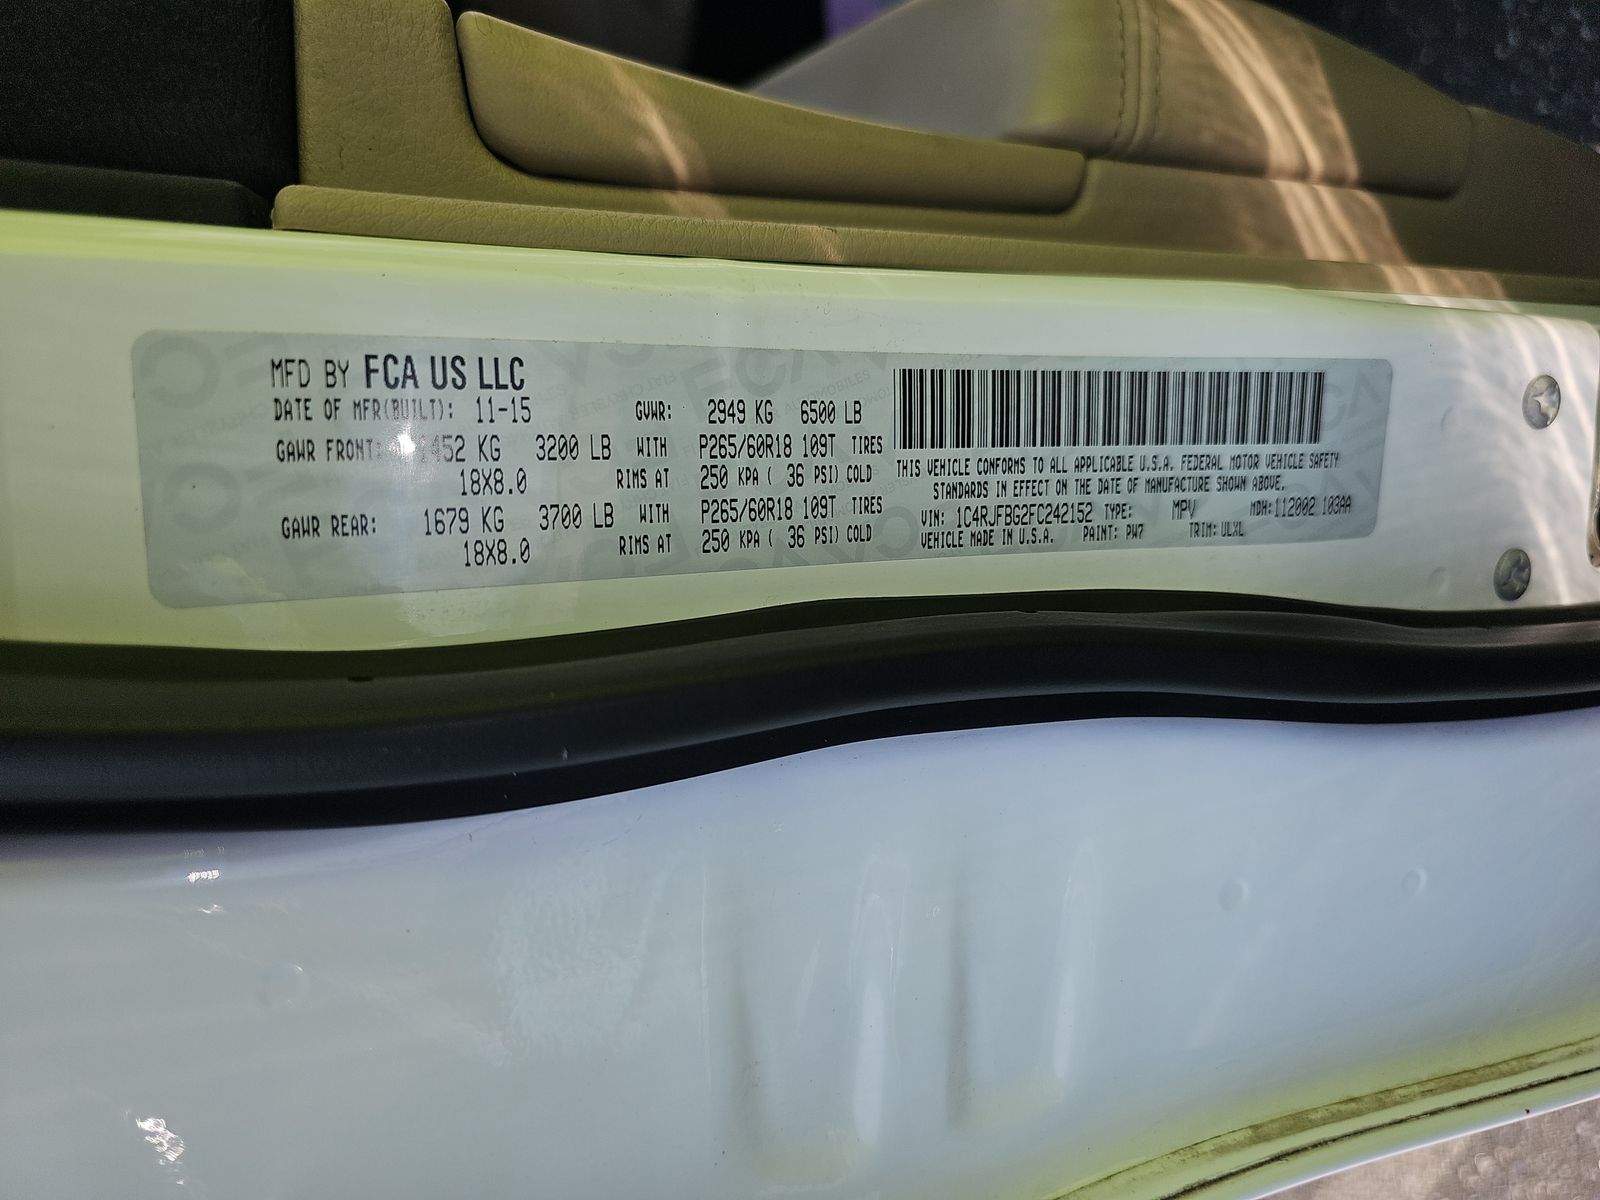 MFD BY FCA US LLC
DATE OF MFR(BUILT): 11-15 GVWR: 2949 KG 6500 LB
GAWR FRONT: 1452 KG 3200 LB WITH P265/60R18 109T TIRES
18X8.0 RIMS AT 250 KPA ( 36 PSI) COLD
GAWR REAR: 1679 KG 3700 LB WITH P265/60R18 109T TIRES
18X8.0 RIMS AT 250 KPA ( 36 PSI) COLD
THIS VEHICLE CONFORMS TO ALL APPLICABLE U.S.A. FEDERAL MOTOR VEHICLE SAFETY
STANDARDS IN EFFECT ON THE DATE OF MANUFACTURE SHOWN ABOVE.
VIN: 1C4RJFBG2FC242152 TYPE: MPV MDH:112002 103AA
VEHICLE MADE IN U.S.A. PAINT: PW7 TRIM: ULXL